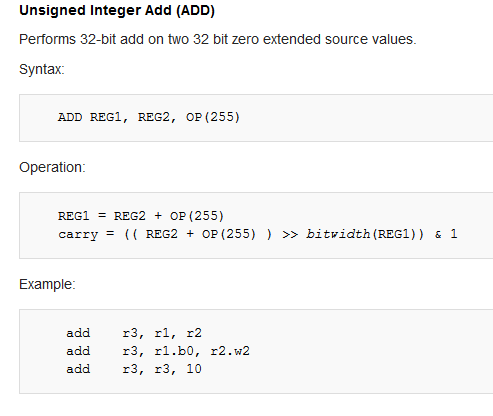 Unsigned Integer Add (ADD)
Performs 32-bit add on two 32 bit zero extended source values.
Syntax:
ADD REG1, REG2, OP(255)
Operation:
REG1 = REG2 + OP(255)
carry = (( REG2 + OP(255) ) >> bitwidth(REG1)) & 1
Example:
add r3, r1, r2
add r3, r1.b0, r2.w2
add r3, r3, 10